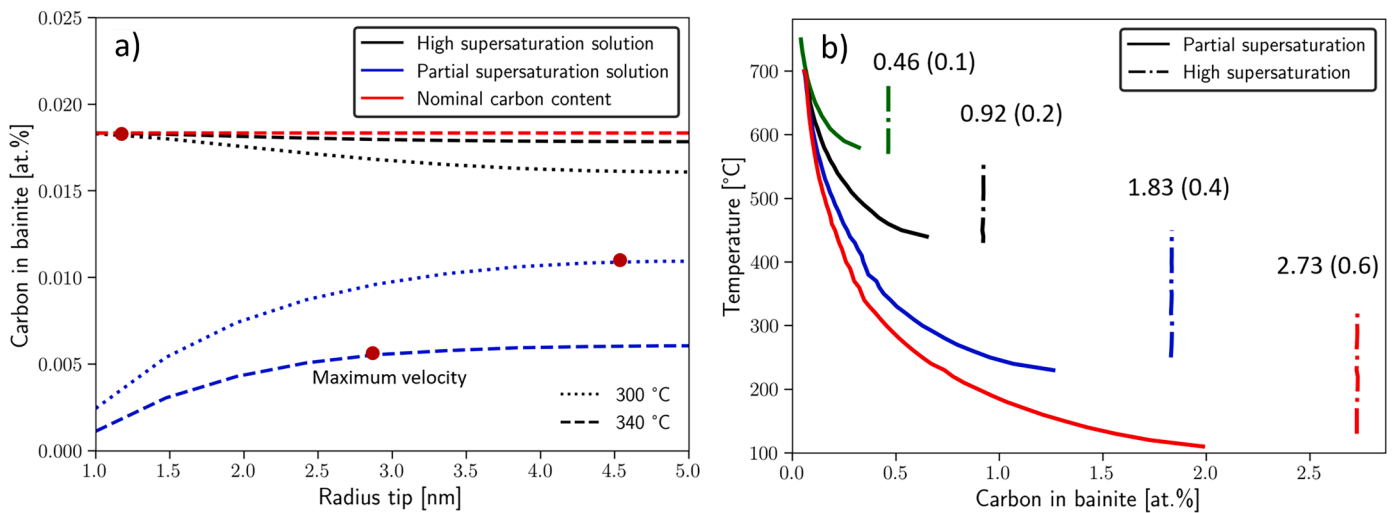 a)
High supersaturation solution
Partial supersaturation solution
Nominal carbon content
Maximum velocity
300 °C
340 °C
0.025
0.020
0.015
0.010
0.005
0.000
Carbon in bainite [at.%]
1.0 1.5 2.0 2.5 3.0 3.5 4.0 4.5 5.0
Radius tip [nm]
b)
Partial supersaturation
High supersaturation
0.46 (0.1)
0.92 (0.2)
1.83 (0.4)
2.73 (0.6)
700
600
500
400
300
200
100
Temperature [°C]
0.0 0.5 1.0 1.5 2.0 2.5
Carbon in bainite [at.%]